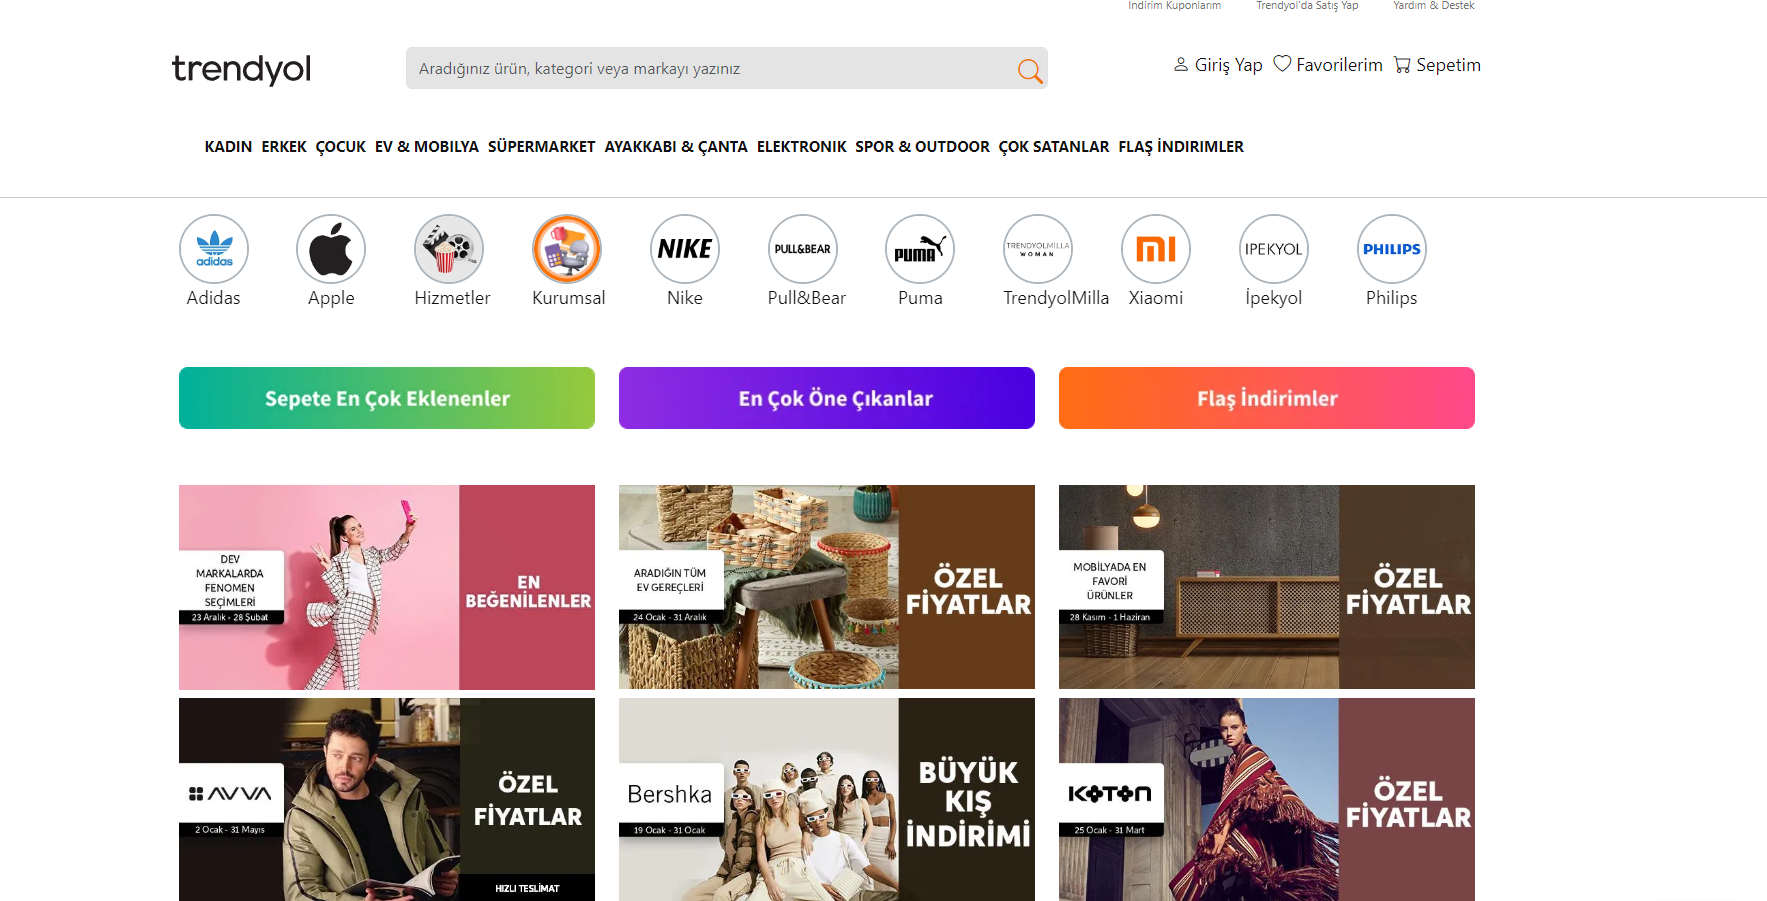 İndirim Kuponlarım Trendyol'da Satış Yap Yardım & Destek
trendyol
Aradığınız ürün, kategori veya markayı yazınız
Giriş Yap Favorilerim Sepetim
KADIN ERKEK ÇOCUK EV & MOBILYA SÜPERMARKET AYAKKABI & ÇANTA ELEKTRONIK SPOR & OUTDOOR ÇOK SATANLAR FLAŞ İNDIRIMLER
adidas
NIKE
PULL&BEAR
PUMA
TRENDYOLMILLA
WOMAN
mi
IPEKYOL
PHILIPS
Adidas Apple Hizmetler Kurumsal Nike Pull&Bear Puma TrendyolMilla Xiaomi İpekyol Philips
Sepete En Çok Eklenenler
En Çok Öne Çıkanlar
Flaş İndirimler
DEV
MARKALARDA
FENOMEN
SEÇİMLERİ
23 Aralık - 28 Şubat
EN
BEĞENİLENLER
ARADIĞIN TÜM
EV GEREÇLERİ
24 Ocak - 31 Aralık
ÖZEL
FİYATLAR
MOBİLYADA EN
FAVORİ
ÜRÜNLER
28 Kasım - 1 Haziran
ÖZEL
FİYATLAR
AVVA
2 Ocak - 31 Mayıs
ÖZEL
FİYATLAR
HIZLI TESLİMAT
Bershka
19 Ocak - 31 Ocak
BÜYÜK
KIŞ
İNDİRİMİ
KOTON
25 Ocak - 31 Mart
ÖZEL
FİYATLAR